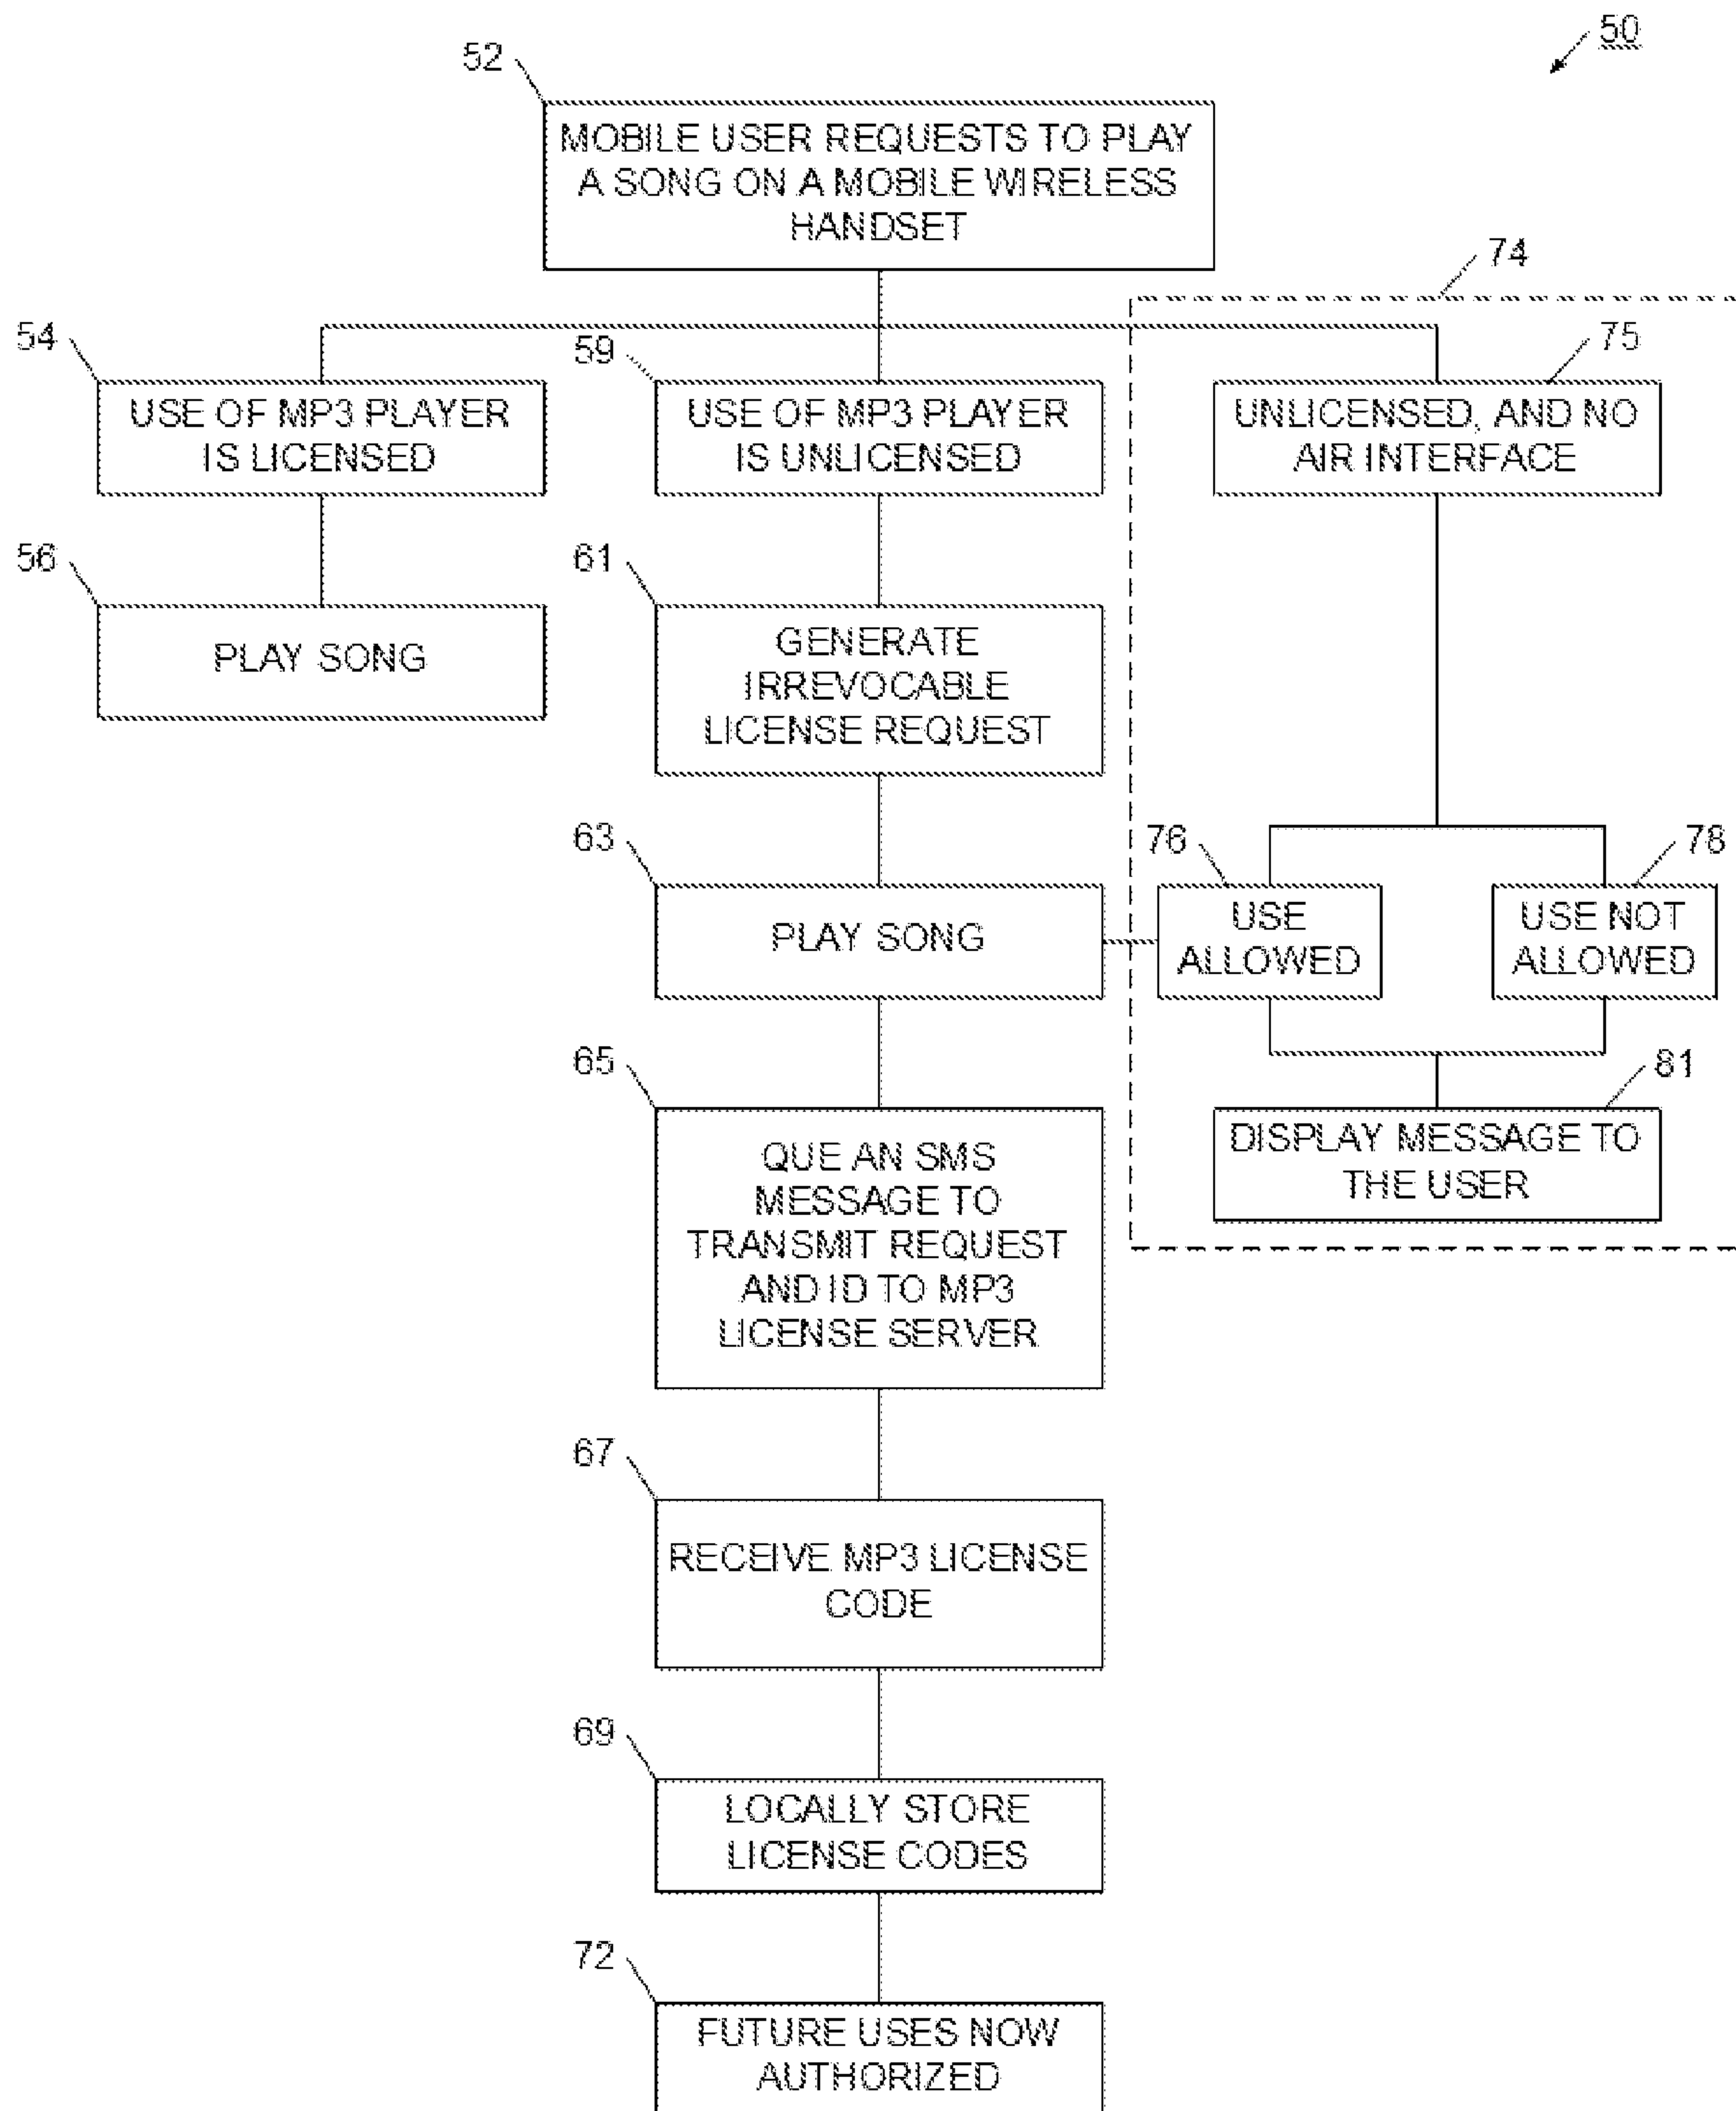 50
52
MOBILE USER REQUESTS TO PLAY
A SONG ON A MOBILE WIRELESS
HANDSET
74
54
USE OF MP3 PLAYER
IS LICENSED
59
USE OF MP3 PLAYER
IS UNLICENSED
75
UNLICENSED, AND NO
AIR INTERFACE
56
PLAY SONG
61
GENERATE
IRREVOCABLE
LICENSE REQUEST
63
PLAY SONG
76
USE
ALLOWED
78
USE NOT
ALLOWED
65
QUE AN SMS
MESSAGE TO
TRANSMIT REQUEST
AND ID TO MP3
LICENSE SERVER
81
DISPLAY MESSAGE TO
THE USER
67
RECEIVE MP3 LICENSE
CODE
69
LOCALLY STORE
LICENSE CODES
72
FUTURE USES NOW
AUTHORIZED